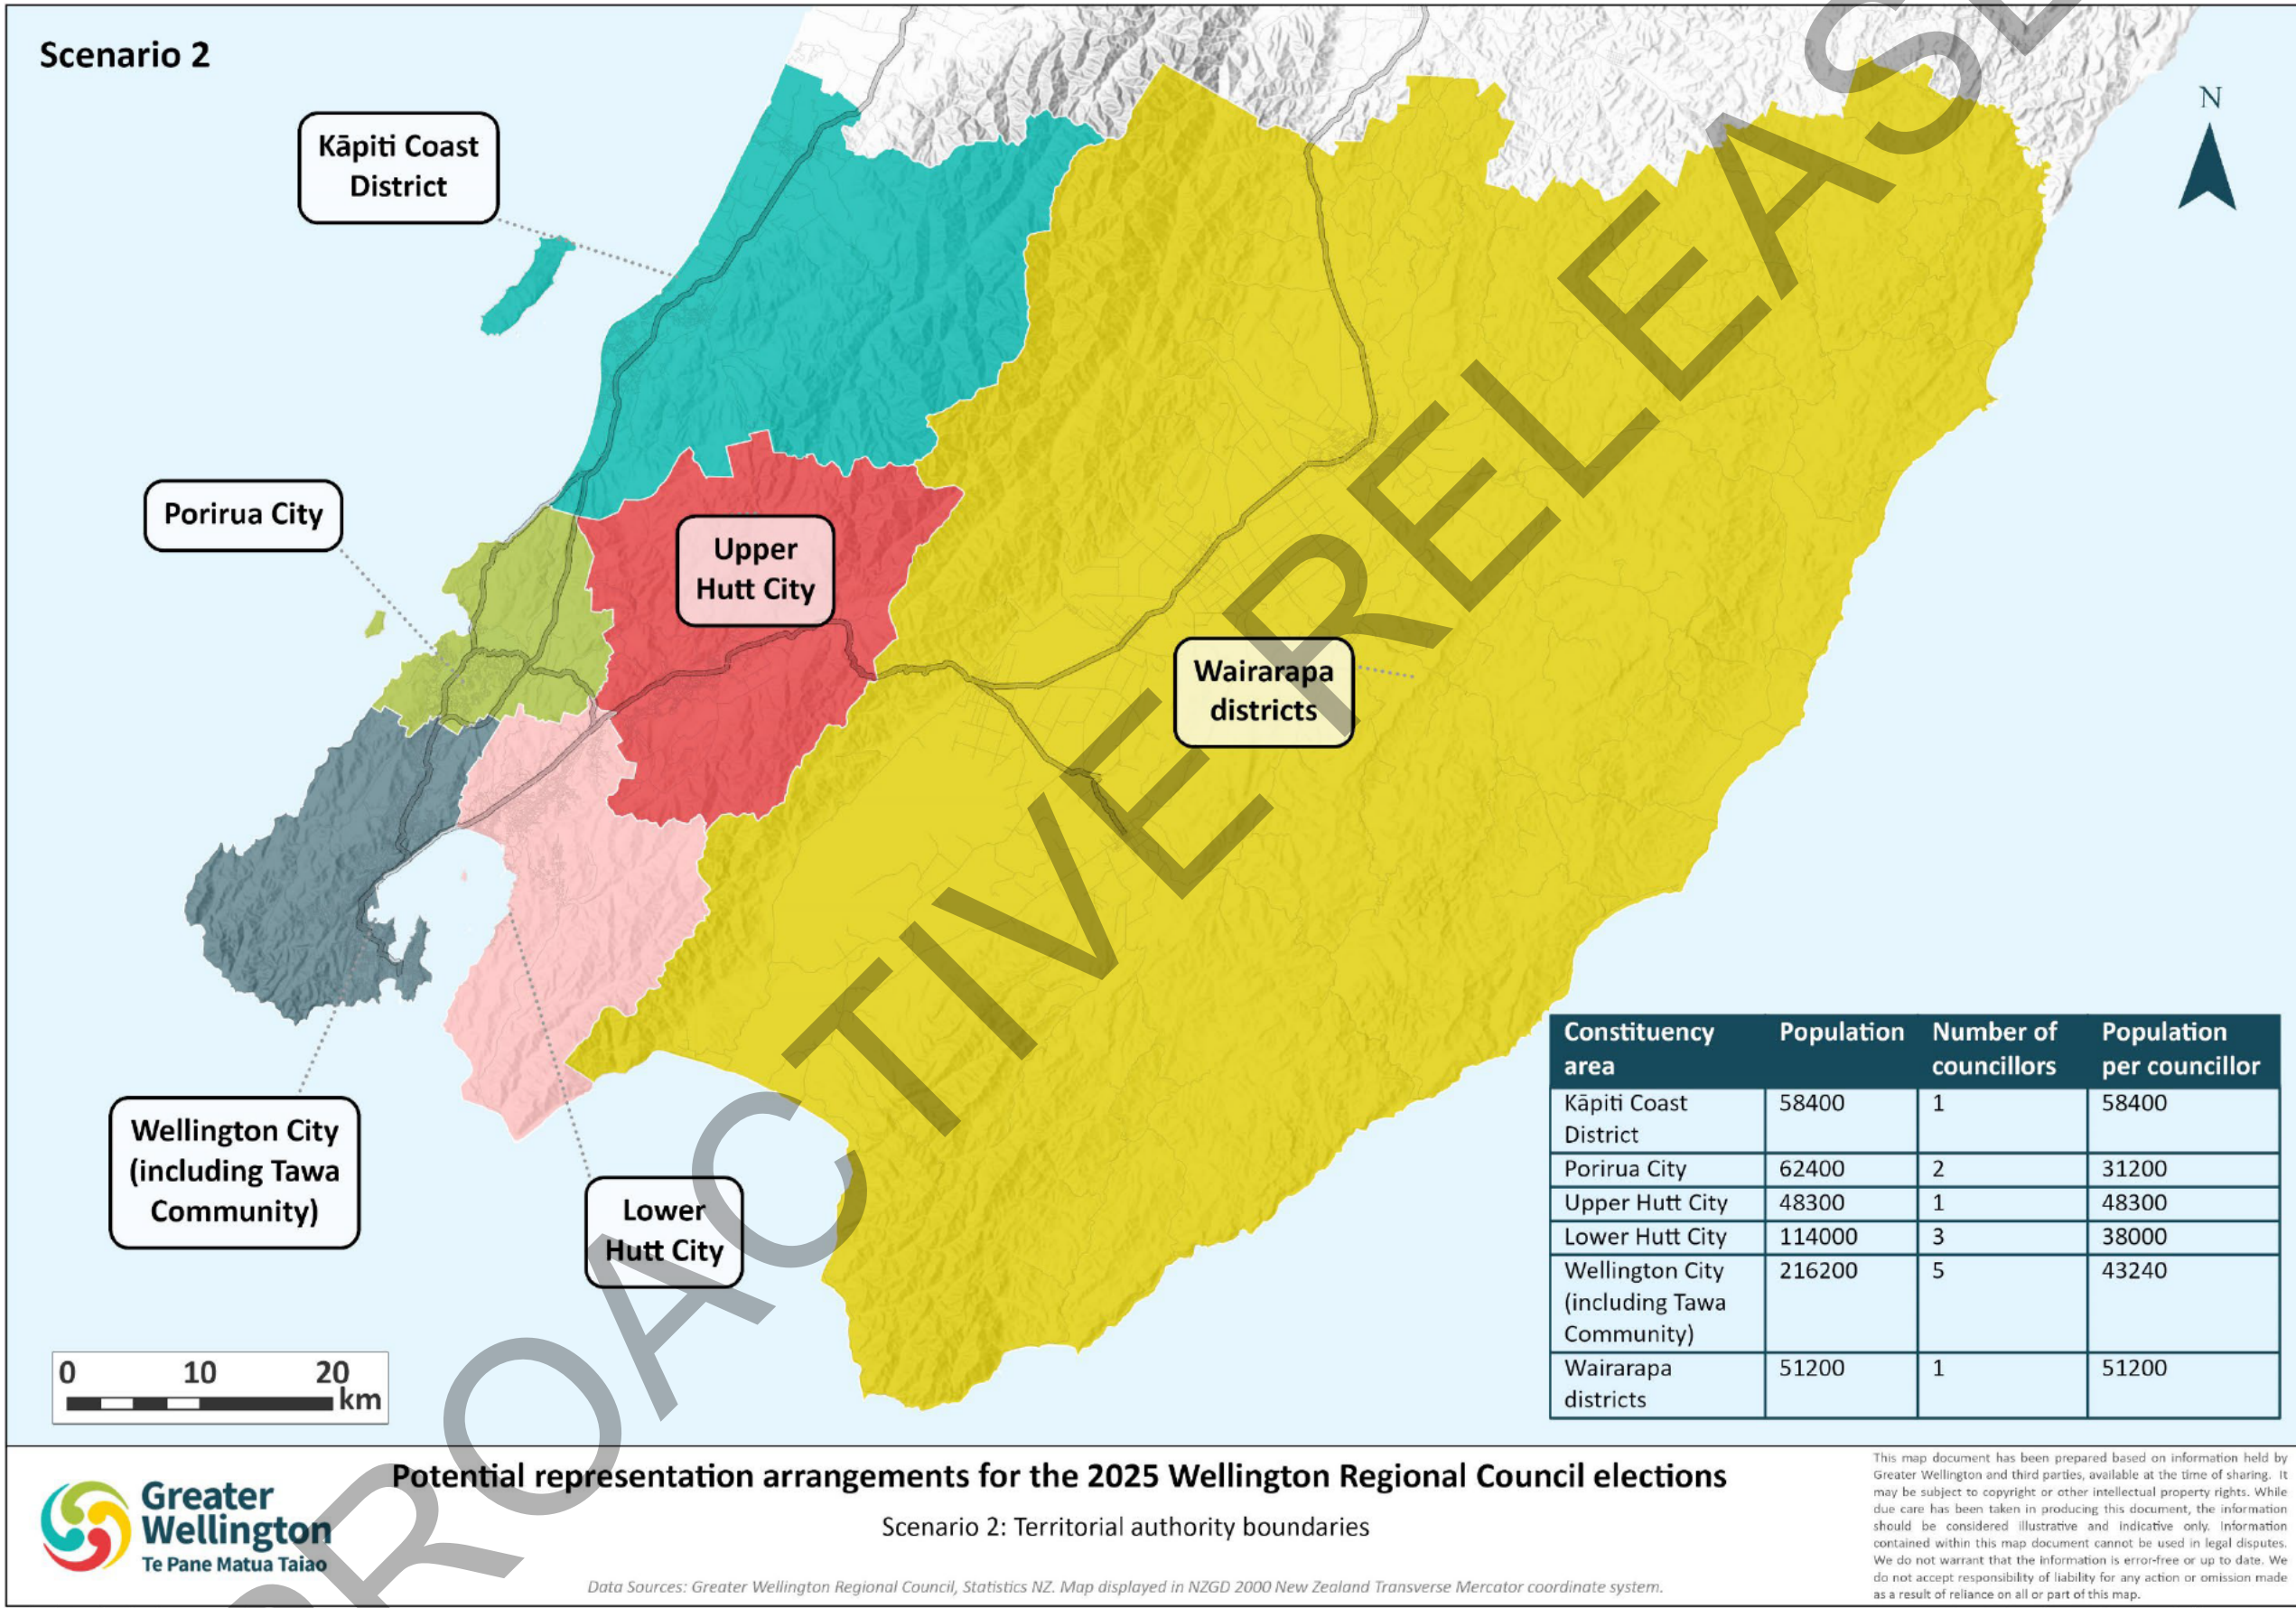 Scenario 2
N
Kāpiti Coast
District
Porirua City
Upper
Hutt City
Wairarapa
districts
Wellington City
(including Tawa
Community)
Lower
Hutt City
PROACTIVE RELEASE
Constituency area | Population | Number of councillors | Population per councillor
Kāpiti Coast District | 58400 | 1 | 58400
Porirua City | 62400 | 2 | 31200
Upper Hutt City | 48300 | 1 | 48300
Lower Hutt City | 114000 | 3 | 38000
Wellington City (including Tawa Community) | 216200 | 5 | 43240
Wairarapa districts | 51200 | 1 | 51200
0 10 20
km
Greater
Wellington
Te Pane Matua Taiao
Potential representation arrangements for the 2025 Wellington Regional Council elections
Scenario 2: Territorial authority boundaries
Data Sources: Greater Wellington Regional Council, Statistics NZ. Map displayed in NZGD 2000 New Zealand Transverse Mercator coordinate system.
This map document has been prepared based on information held by
Greater Wellington and third parties, available at the time of sharing. It
may be subject to copyright or other intellectual property rights. While
due care has been taken in producing this document, the information
should be considered illustrative and indicative only. Information
contained within this map document cannot be used in legal disputes.
We do not warrant that the information is error-free or up to date. We
do not accept responsibility of liability for any action or omission made
as a result of reliance on all or part of this map.